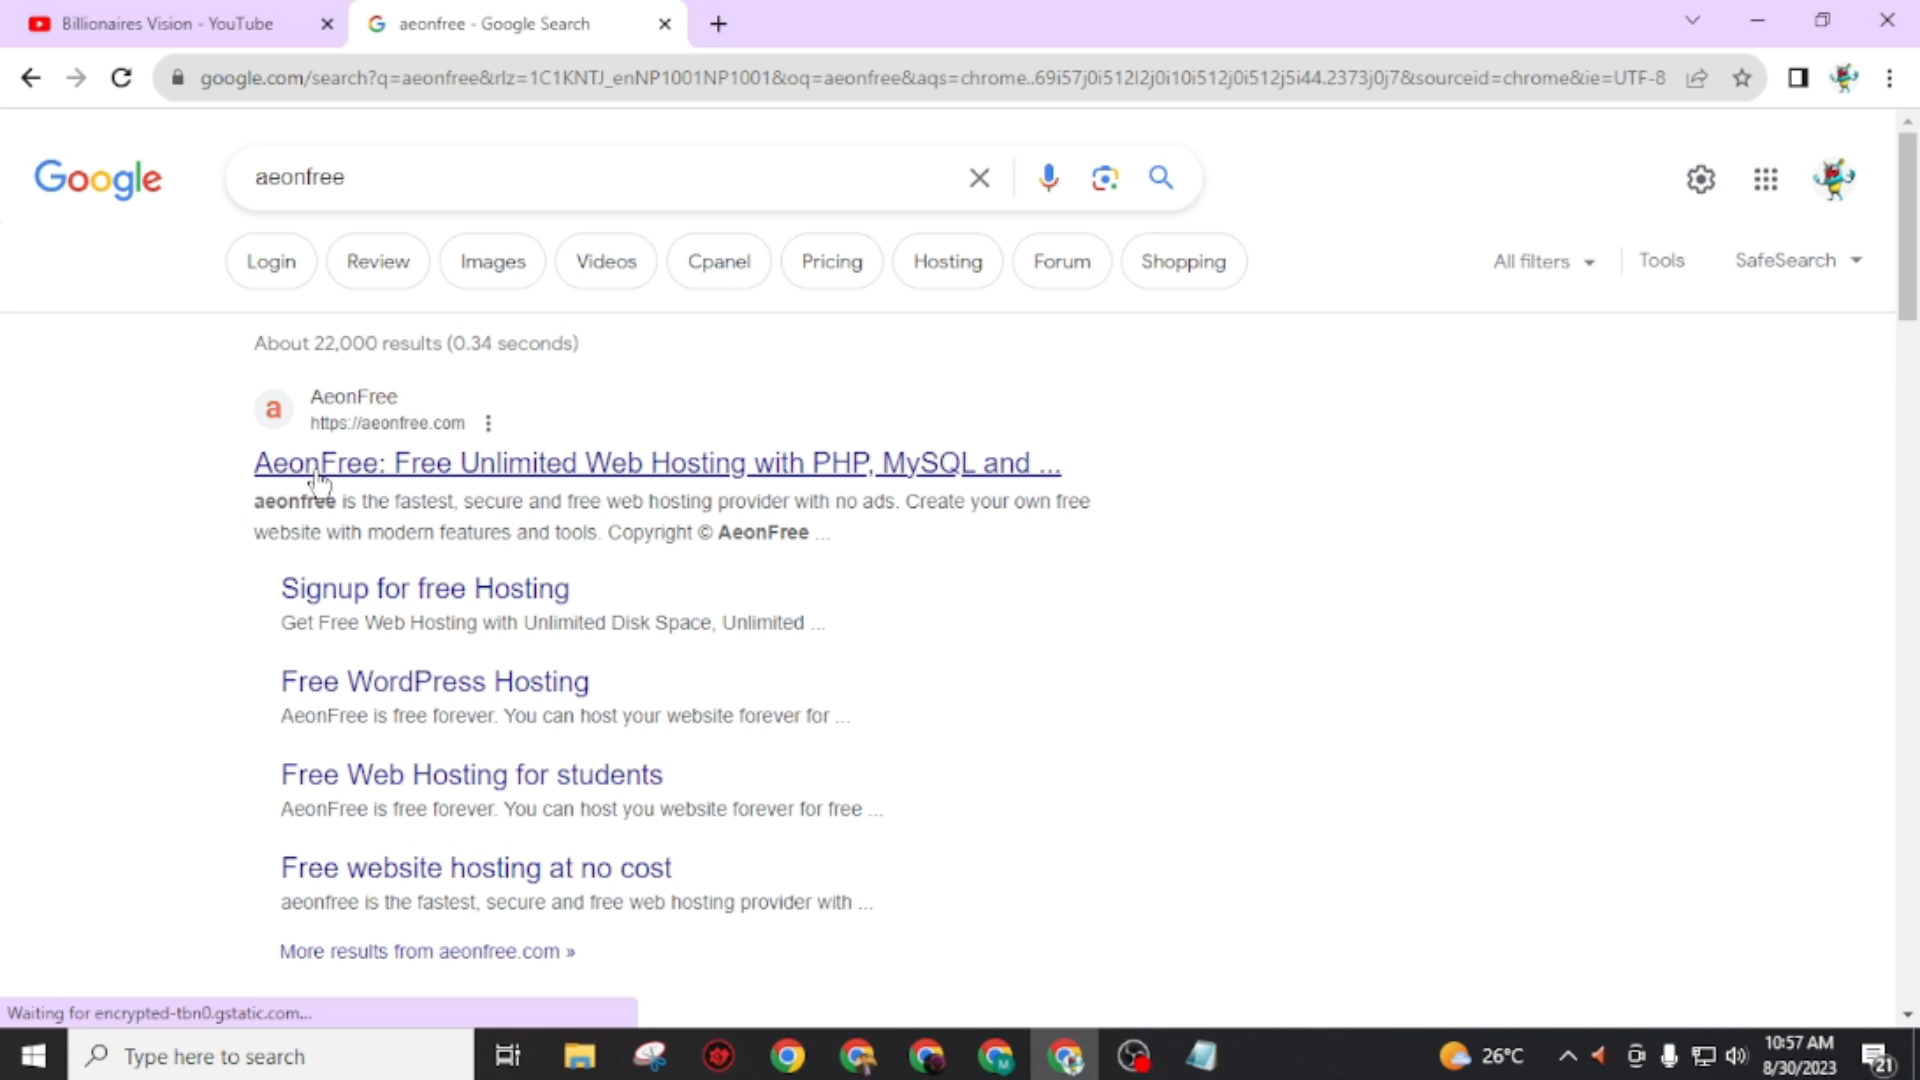 Billionaires Vision - YouTube
aeonfree - Google Search
google.com/search?q=aeonfree&rlz=1C1KNTJ_enNP1001NP1001&oq=aeonfree&aqs=chrome..69i57j0i512l2j0i10i512j0i512j5i44.2373j0j7&sourceid=chrome&ie=UTF-8
Google
aeonfree
Login
Review
Images
Videos
Cpanel
Pricing
Hosting
Forum
Shopping
All filters
Tools
SafeSearch
About 22,000 results (0.34 seconds)
a
AeonFree
https://aeonfree.com
AeonFree: Free Unlimited Web Hosting with PHP, MySQL and ...
aeonfree is the fastest, secure and free web hosting provider with no ads. Create your own free
website with modern features and tools. Copyright © AeonFree ...
Signup for free Hosting
Get Free Web Hosting with Unlimited Disk Space, Unlimited ...
Free WordPress Hosting
AeonFree is free forever. You can host your website forever for ...
Free Web Hosting for students
AeonFree is free forever. You can host you website forever for free ...
Free website hosting at no cost
aeonfree is the fastest, secure and free web hosting provider with ...
More results from aeonfree.com »
Waiting for encrypted-tbn0.gstatic.com...
Type here to search
M
26°C
10:57 AM
8/30/2023
21